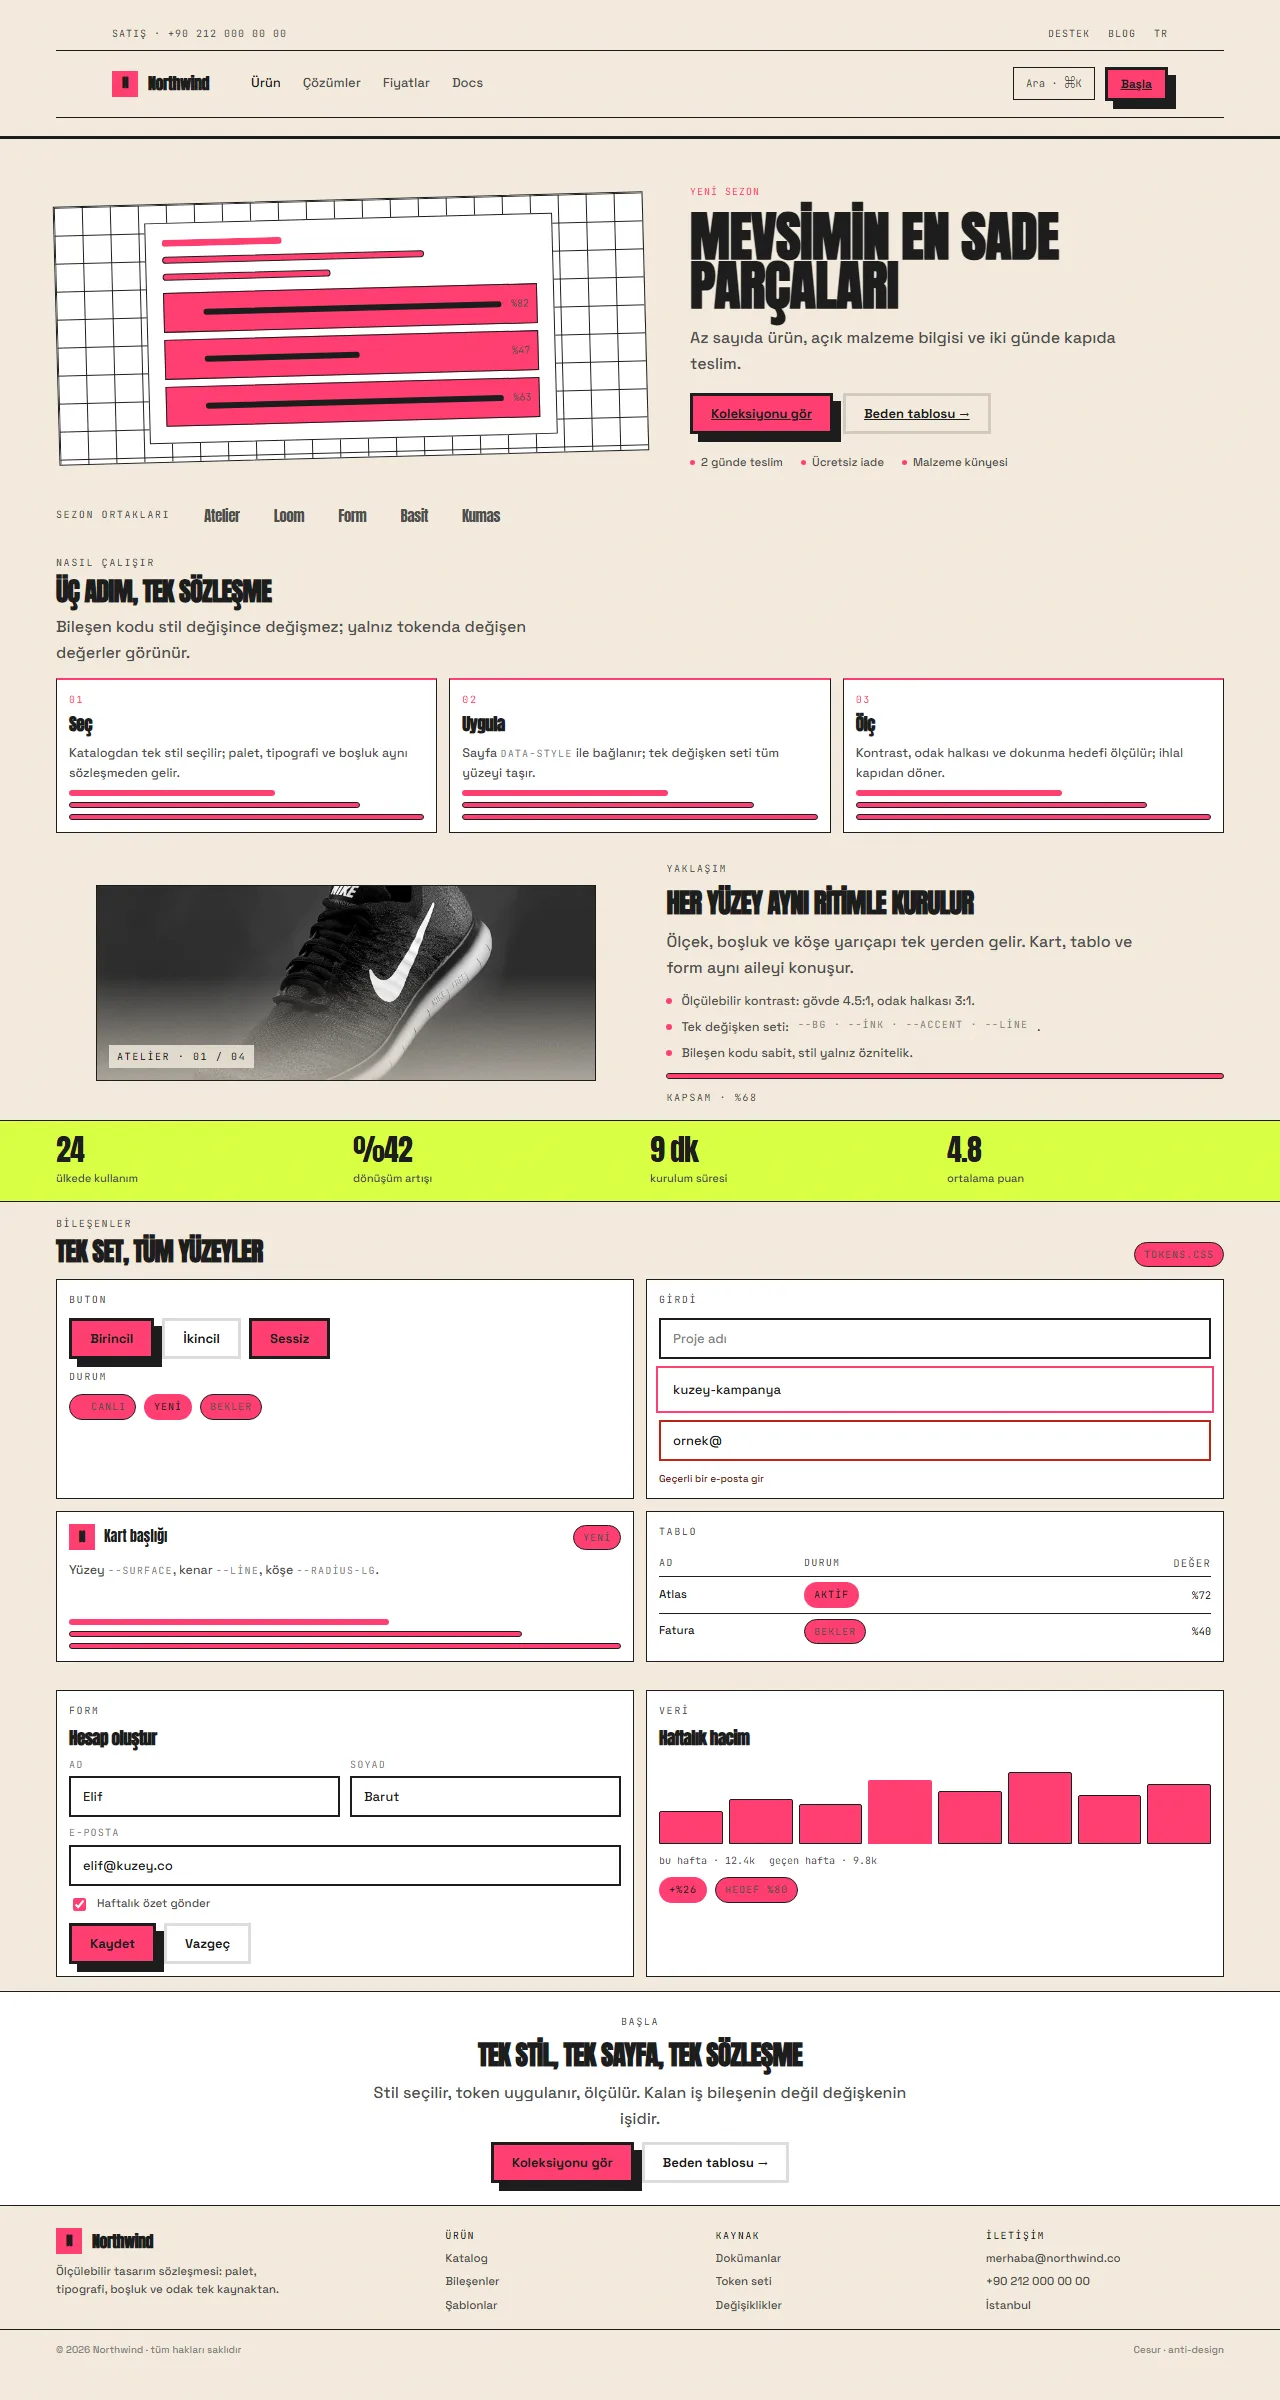 SATIŞ · +90 212 000 00 00
DESTEK BLOG TR
N Northwind Ürün Çözümler Fiyatlar Docs
Ara · ⌘K Başla
YENİ SEZON
MEVSİMİN EN SADE
PARÇALARI
Az sayıda ürün, açık malzeme bilgisi ve iki günde kapıda
teslim.
%82
%47
%63
Koleksiyonu gör Beden tablosu →
2 günde teslim Ücretsiz iade Malzeme künyesi
SEZON ORTAKLARI Atelier Loom Form Basit Kumas
NASIL ÇALIŞIR
ÜÇ ADIM, TEK SÖZLEŞME
Bileşen kodu stil değişince değişmez; yalnız tokenda değişen
değerler görünür.
01
Seç
Katalogdan tek stil seçilir; palet, tipografi ve boşluk aynı
sözleşmeden gelir.
02
Uygula
Sayfa DATA-STYLE ile bağlanır; tek değişken seti tüm
yüzeyi taşır.
03
Ölç
Kontrast, odak halkası ve dokunma hedefi ölçülür; ihlal
kapıdan döner.
NIKE
ATELİER · 01 / 04
YAKLAŞIM
HER YÜZEY AYNI RİTİMLE KURULUR
Ölçek, boşluk ve köşe yarıçapı tek yerden gelir. Kart, tablo ve
form aynı aileyi konuşur.
Ölçülebilir kontrast: gövde 4.5:1, odak halkası 3:1.
Tek değişken seti: --BG · --İNK · --ACCENT · --LİNE .
Bileşen kodu sabit, stil yalnız öznitelik.
KAPSAM · %68
24
ülkede kullanım
%42
dönüşüm artışı
9 dk
kurulum süresi
4.8
ortalama puan
BİLEŞENLER
TEK SET, TÜM YÜZEYLER
TOKENS.CSS
BUTON
Birincil İkincil Sessiz
DURUM
CANLI YENİ BEKLER
GİRDİ
Proje adı
kuzey-kampanya
ornek@
Geçerli bir e-posta gir
N Kart başlığı YENİ
Yüzey --SURFACE, kenar --LİNE, köşe --RADİUS-LG.
TABLO
AD DURUM DEĞER
Atlas AKTİF %72
Fatura BEKLER %40
FORM
Hesap oluştur
AD SOYAD
Elif Barut
E-POSTA
elif@kuzey.co
Haftalık özet gönder
Kaydet Vazgeç
VERİ
Haftalık hacim
bu hafta · 12.4k geçen hafta · 9.8k
+%26 HEDEF %80
BAŞLA
TEK STİL, TEK SAYFA, TEK SÖZLEŞME
Stil seçilir, token uygulanır, ölçülür. Kalan iş bileşenin değil değişkenin
işidir.
Koleksiyonu gör Beden tablosu →
N Northwind
Ölçülebilir tasarım sözleşmesi: palet,
tipografi, boşluk ve odak tek kaynaktan.
ÜRÜN
Katalog
Bileşenler
Şablonlar
KAYNAK
Dokümanlar
Token seti
Değişiklikler
İLETİŞİM
merhaba@northwind.co
+90 212 000 00 00
İstanbul
© 2026 Northwind · tüm hakları saklıdır
Cesur · anti-design